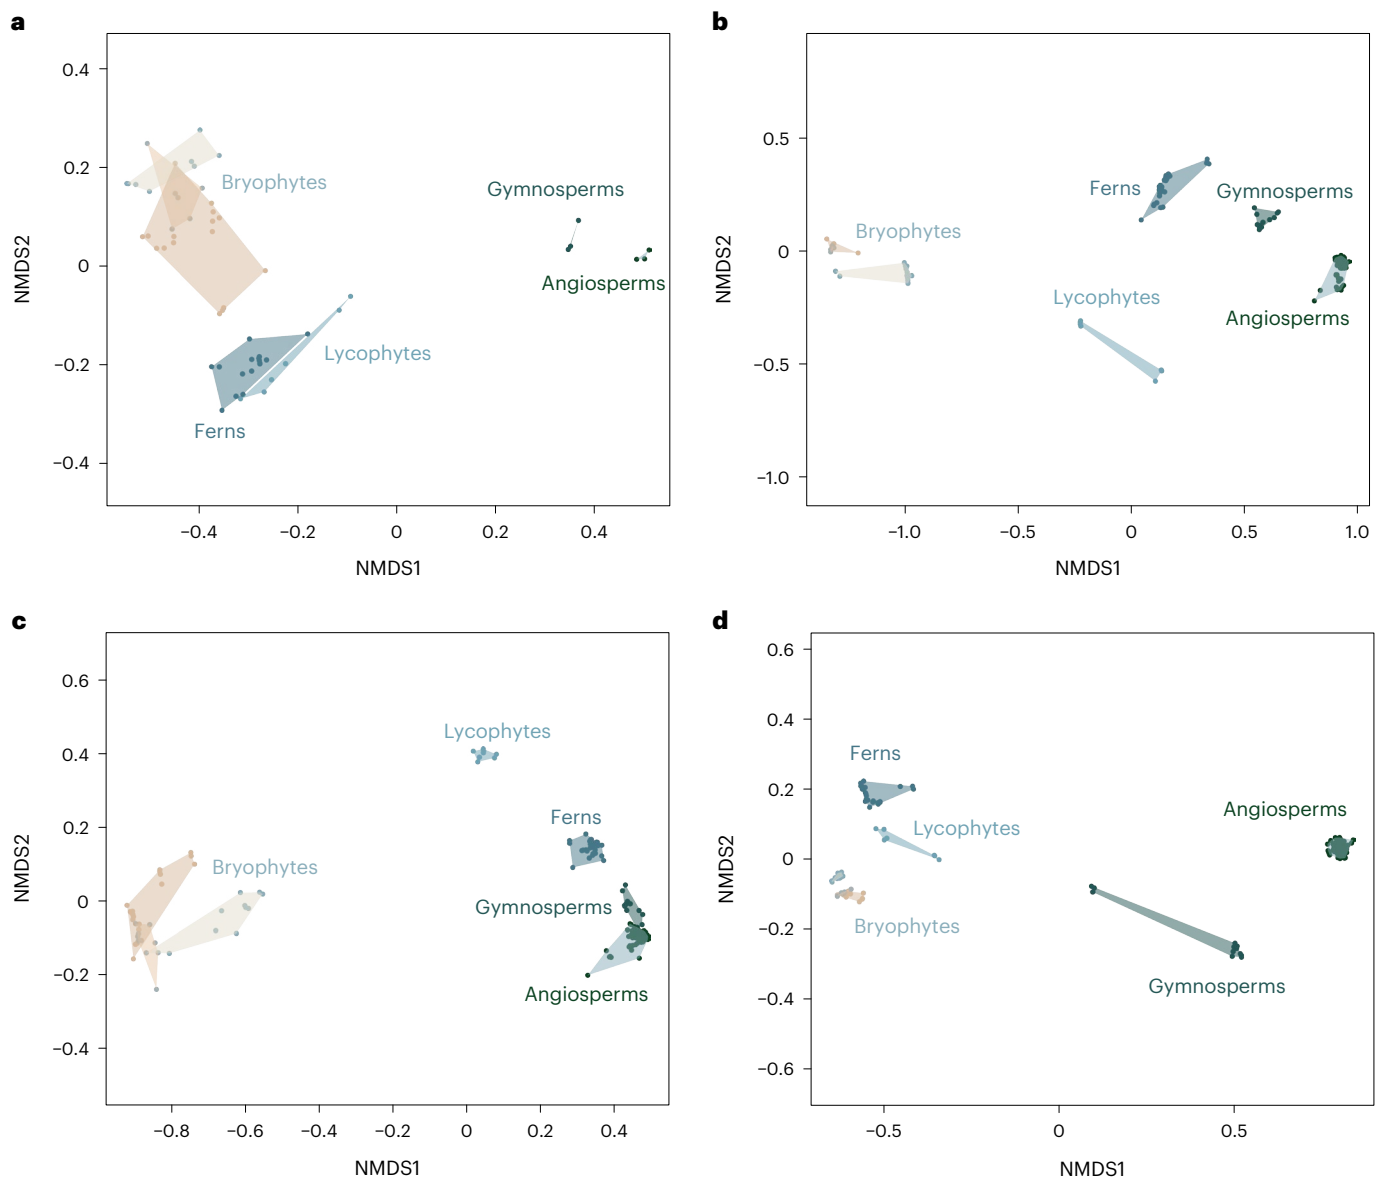 a
0.4
0.2
0
−0.2
−0.4
NMDS2
Bryophytes
Gymnosperms
Angiosperms
Lycophytes
Ferns
−0.4 −0.2 0 0.2 0.4
NMDS1
b
0.5
0
−0.5
−1.0
NMDS2
Ferns
Gymnosperms
Bryophytes
Lycophytes
Angiosperms
−1.0 −0.5 0 0.5 1.0
NMDS1
c
0.6
0.4
0.2
0
−0.2
−0.4
NMDS2
Lycophytes
Ferns
Bryophytes
Gymnosperms
Angiosperms
−0.8 −0.6 −0.4 −0.2 0 0.2 0.4
NMDS1
d
0.6
0.4
0.2
0
−0.2
−0.4
−0.6
NMDS2
Ferns
Angiosperms
Lycophytes
Bryophytes
Gymnosperms
−0.5 0 0.5
NMDS1